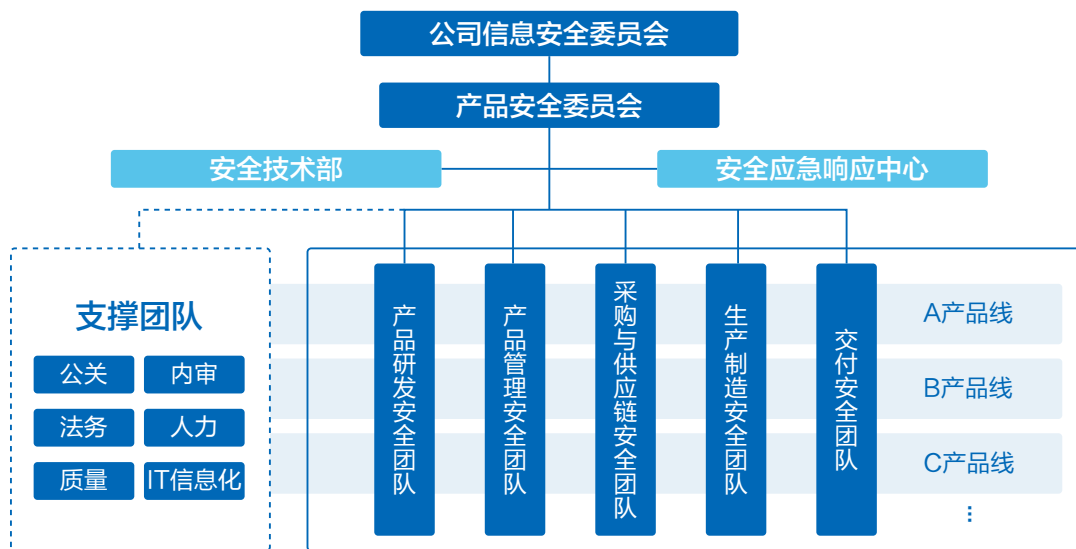 公司信息安全委员会
产品安全委员会
安全技术部
安全应急响应中心
支撑团队
公关
内审
法务
人力
质量
IT信息化
产品研发安全团队
产品管理安全团队
采购与供应链安全团队
生产制造安全团队
交付安全团队
A产品线
B产品线
C产品线
⋮